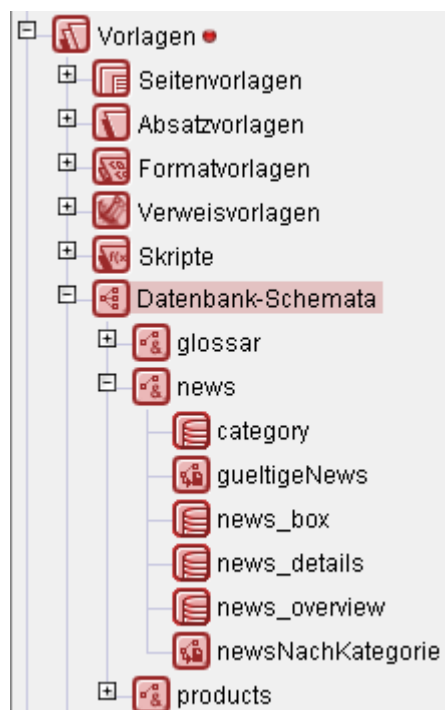 Vorlagen
Seitenvorlagen
Absatzvorlagen
Formatvorlagen
Verweisvorlagen
Skripte
Datenbank-Schemata
glossar
news
category
gueltigeNews
news_box
news_details
news_overview
newsNachKategorie
products